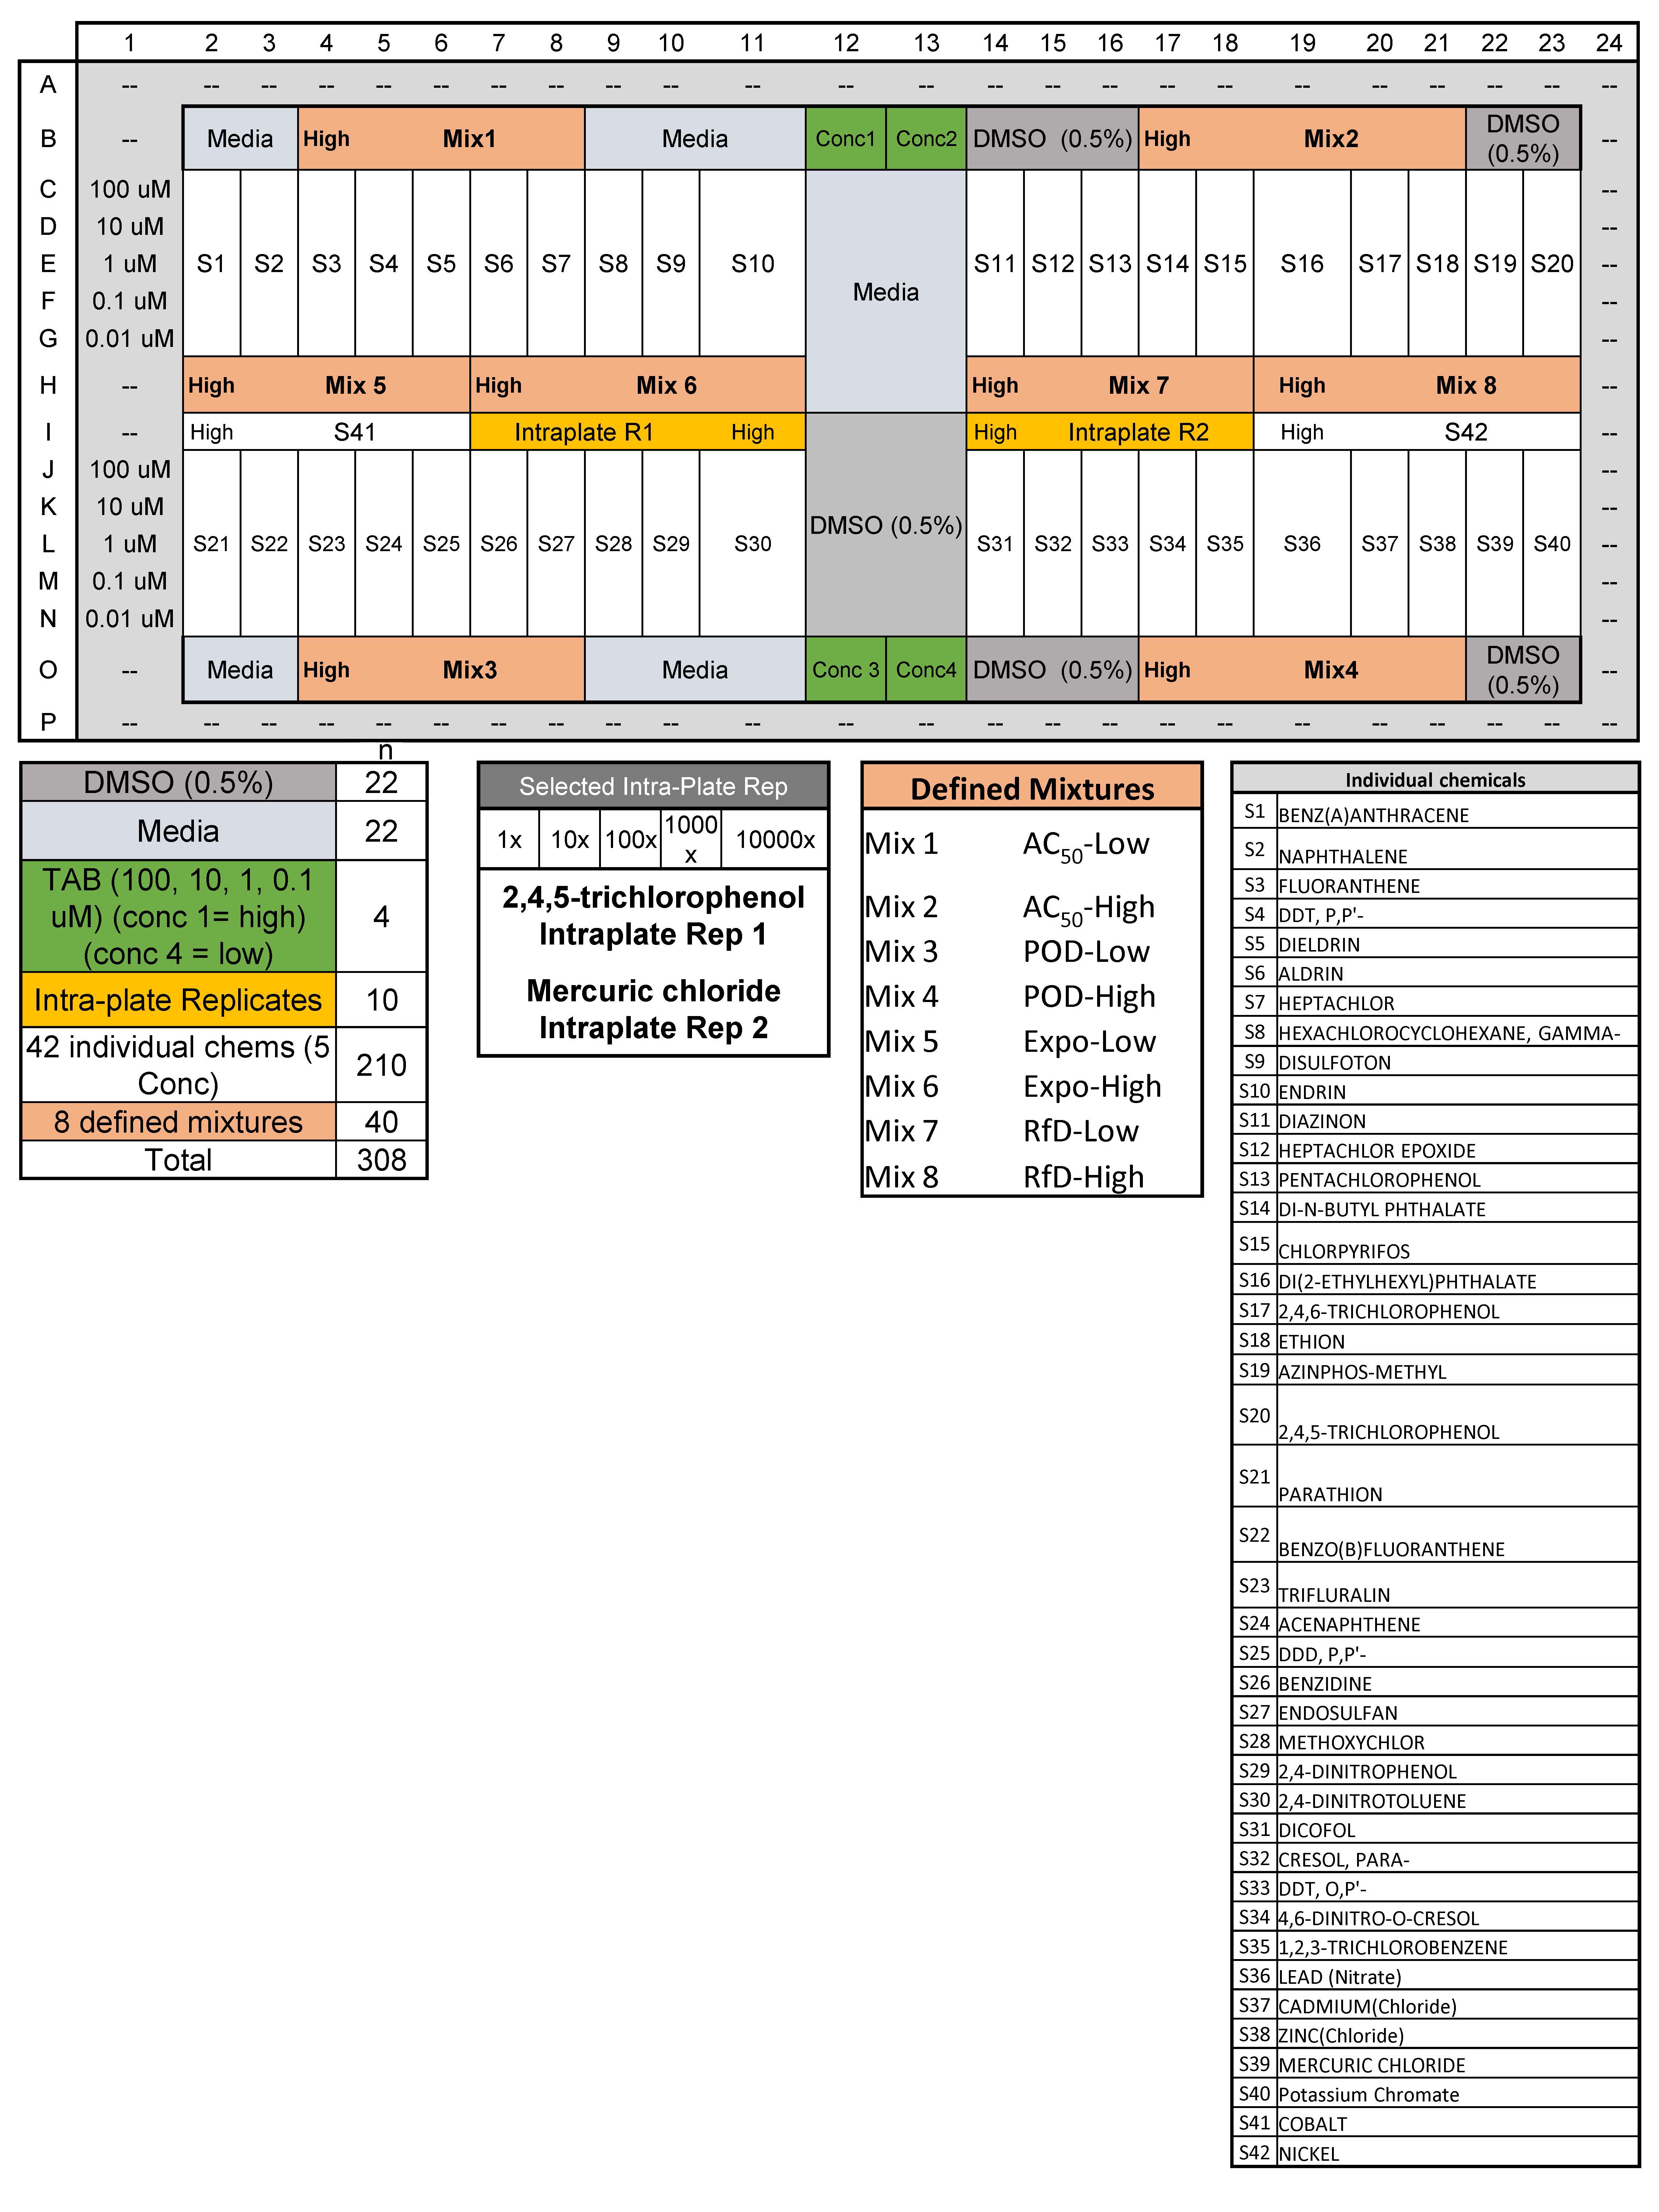 1 2 3 4 5 6 7 8 9 10 11 12 13 14 15 16 17 18 19 20 21 22 23 24
A -- -- -- -- -- -- -- -- -- -- -- -- -- -- -- -- -- -- -- -- -- -- -- --
B -- Media High Mix1 Media Conc1 Conc2 DMSO (0.5%) High Mix2 DMSO (0.5%) --
C 100 uM --
D 10 uM --
E 1 uM S1 S2 S3 S4 S5 S6 S7 S8 S9 S10 S11 S12 S13 S14 S15 S16 S17 S18 S19 S20 --
Media
F 0.1 uM --
G 0.01 uM --
H -- High Mix 5 High Mix 6 High Mix 7 High Mix 8 --
I -- High S41 Intraplate R1 High High Intraplate R2 High S42 --
J 100 uM --
K 10 uM --
DMSO (0.5%)
L 1 uM S21 S22 S23 S24 S25 S26 S27 S28 S29 S30 S31 S32 S33 S34 S35 S36 S37 S38 S39 S40 --
M 0.1 uM --
N 0.01 uM --
O -- Media High Mix3 Media Conc 3 Conc4 DMSO (0.5%) High Mix4 DMSO (0.5%) --
P -- -- -- -- -- -- -- -- -- -- -- -- -- -- -- -- -- -- -- -- -- -- -- --
n
DMSO (0.5%) 22
Media 22
TAB (100, 10, 1, 0.1
uM) (conc 1= high) 4
(conc 4 = low)
Intra-plate Replicates 10
42 individual chems (5
Conc) 210
8 defined mixtures 40
Total 308
Selected Intra-Plate Rep
1x 10x 100x 1000
x 10000x
2,4,5-trichlorophenol
Intraplate Rep 1
Mercuric chloride
Intraplate Rep 2
Defined Mixtures
Mix 1 AC50-Low
Mix 2 AC50-High
Mix 3 POD-Low
Mix 4 POD-High
Mix 5 Expo-Low
Mix 6 Expo-High
Mix 7 RfD-Low
Mix 8 RfD-High
Individual chemicals
S1 BENZ(A)ANTHRACENE
S2 NAPHTHALENE
S3 FLUORANTHENE
S4 DDT, P,P'-
S5 DIELDRIN
S6 ALDRIN
S7 HEPTACHLOR
S8 HEXACHLOROCYCLOHEXANE, GAMMA-
S9 DISULFOTON
S10 ENDRIN
S11 DIAZINON
S12 HEPTACHLOR EPOXIDE
S13 PENTACHLOROPHENOL
S14 DI-N-BUTYL PHTHALATE
S15 CHLORPYRIFOS
S16 DI(2-ETHYLHEXYL)PHTHALATE
S17 2,4,6-TRICHLOROPHENOL
S18 ETHION
S19 AZINPHOS-METHYL
S20 2,4,5-TRICHLOROPHENOL
S21 PARATHION
S22 BENZO(B)FLUORANTHENE
S23 TRIFLURALIN
S24 ACENAPHTHENE
S25 DDD, P,P'-
S26 BENZIDINE
S27 ENDOSULFAN
S28 METHOXYCHLOR
S29 2,4-DINITROPHENOL
S30 2,4-DINITROTOLUENE
S31 DICOFOL
S32 CRESOL, PARA-
S33 DDT, O,P'-
S34 4,6-DINITRO-O-CRESOL
S35 1,2,3-TRICHLOROBENZENE
S36 LEAD (Nitrate)
S37 CADMIUM(Chloride)
S38 ZINC(Chloride)
S39 MERCURIC CHLORIDE
S40 Potassium Chromate
S41 COBALT
S42 NICKEL